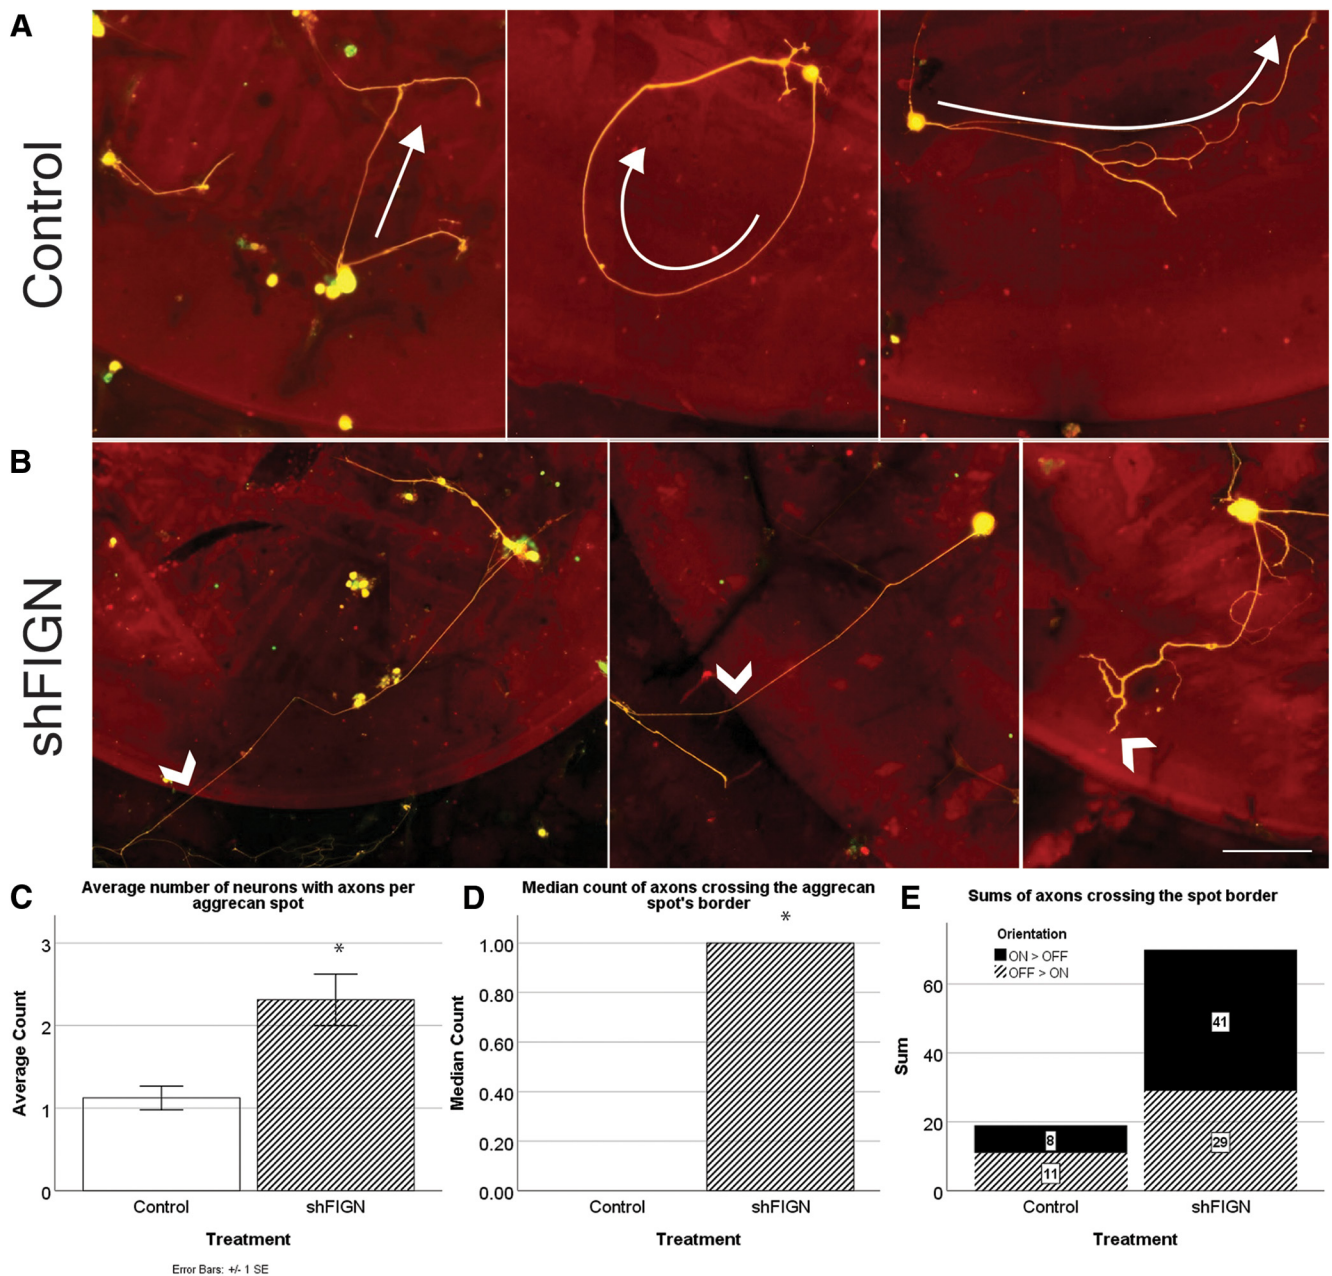 A
Control
B
shFIGN
C
Average number of neurons with axons per
aggrecan spot
3
2
1
0
*
Average Count
Control
shFIGN
Treatment
Error Bars: +/- 1 SE
D
Median count of axons crossing the aggrecan
spot's border
*
1.00
0.80
0.60
0.40
0.20
0.00
Median Count
Control
shFIGN
Treatment
E
Sums of axons crossing the spot border
Orientation
ON > OFF
OFF > ON
60
40
20
0
Sum
8
11
41
29
Control
shFIGN
Treatment